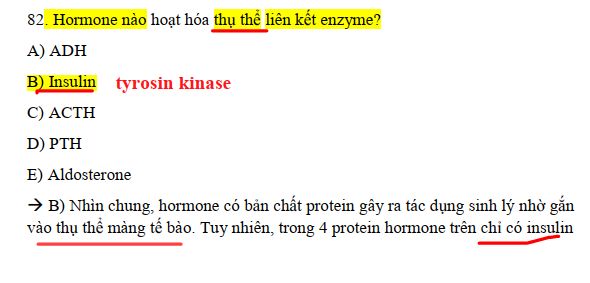 82. Hormone nào hoạt hóa thụ thể liên kết enzyme?
A) ADH
B) Insulin tyrosin kinase
C) ACTH
D) PTH
E) Aldosterone
→ B) Nhìn chung, hormone có bản chất protein gây ra tác dụng sinh lý nhờ gắn
vào thụ thể màng tế bào. Tuy nhiên, trong 4 protein hormone trên chỉ có insulin